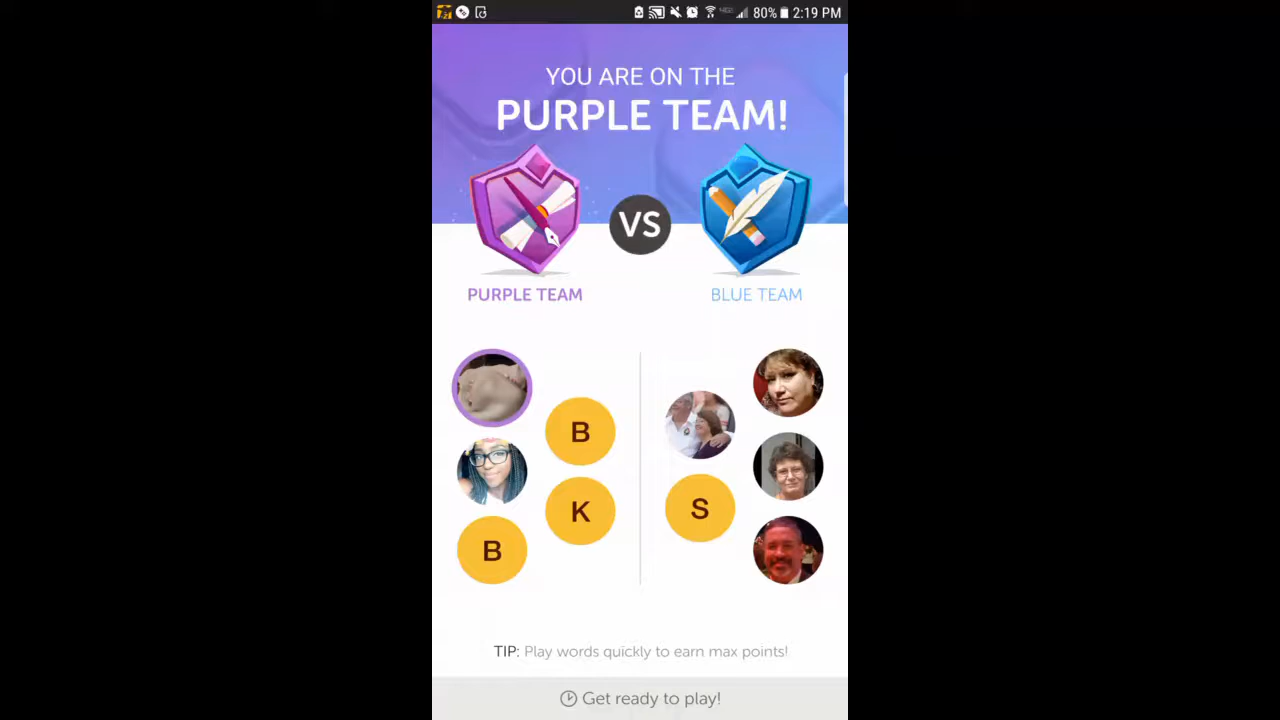 80% 2:19 PM
YOU ARE ON THE
PURPLE TEAM!
VS
PURPLE TEAM
BLUE TEAM
B
K
B
S
TIP: Play words quickly to earn max points!
Get ready to play!